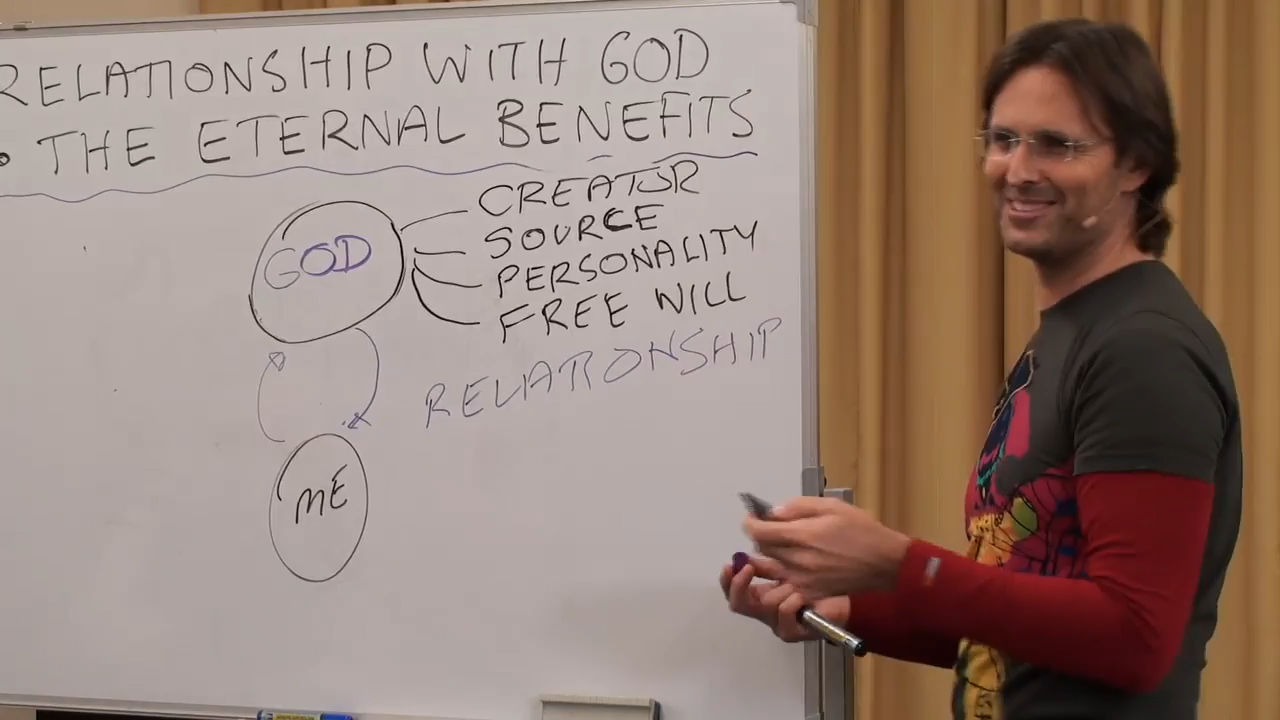 RELATIONSHIP WITH GOD
• THE ETERNAL BENEFITS
GOD
CREATOR
SOURCE
PERSONALITY
FREE WILL
RELATIONSHIP
ME